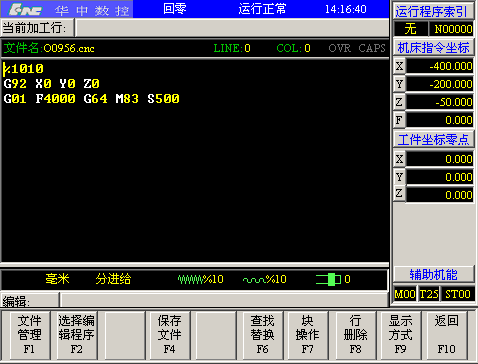 GNC 华中数控 回零 运行正常 14:16:40
运行程序索引
当前加工行:
无 N00000
文件名:O0956.cnc LINE:0 COL:0 OVR CAPS
机床指令坐标
X -400.000
Y -200.000
Z -50.000
F 0.000
%1010
G92 X0 Y0 Z0
G01 F4000 G64 M83 S500
工件坐标零点
X 0.000
Y 0.000
Z 0.000
毫米 分进给 %10 %10 0
辅助机能
M00 T25 ST00
编辑:
文件管理 F1
选择编辑程序 F2
保存文件 F4
查找替换 F6
块操作 F7
行删除 F8
显示方式 F9
返回 F10